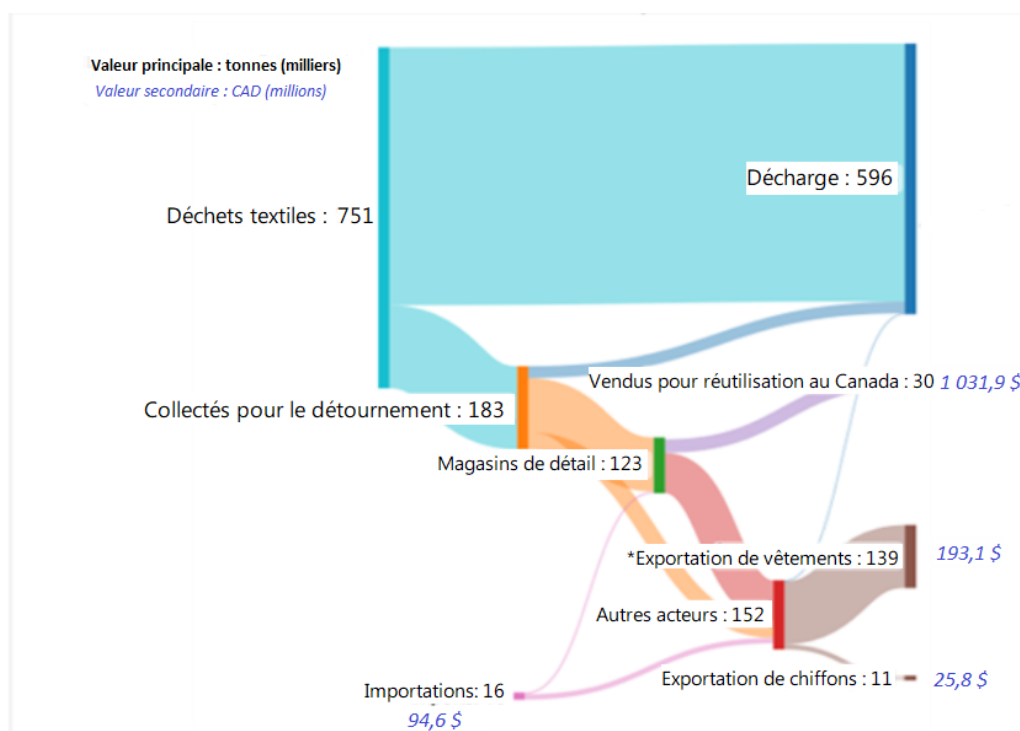 Valeur principale : tonnes (milliers)
Valeur secondaire : CAD (millions)
Décharge : 596
Déchets textiles : 751
Vendus pour réutilisation au Canada : 30 1 031,9 $
Collectés pour le détournement : 183
Magasins de détail : 123
*Exportation de vêtements : 139 193,1 $
Autres acteurs : 152
Exportation de chiffons : 11 25,8 $
Importations: 16
94,6 $